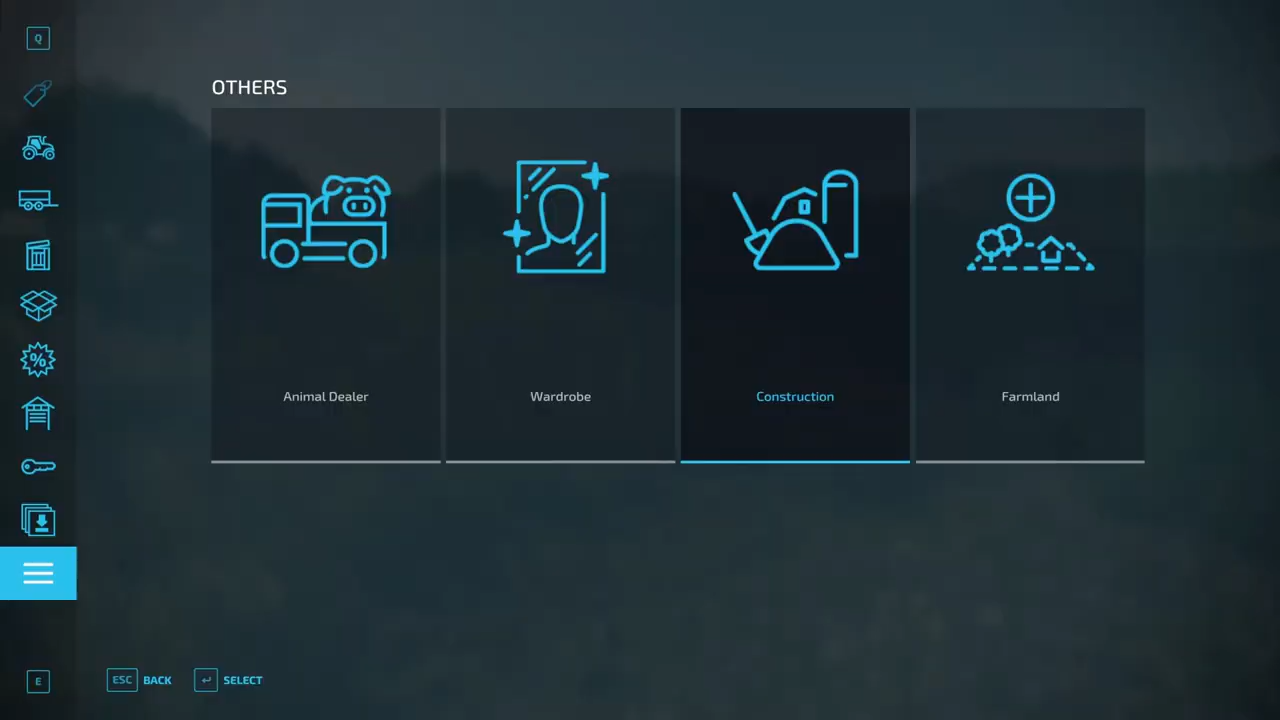 Q
OTHERS
%
Animal Dealer
Wardrobe
Construction
Farmland
E
ESC BACK
SELECT